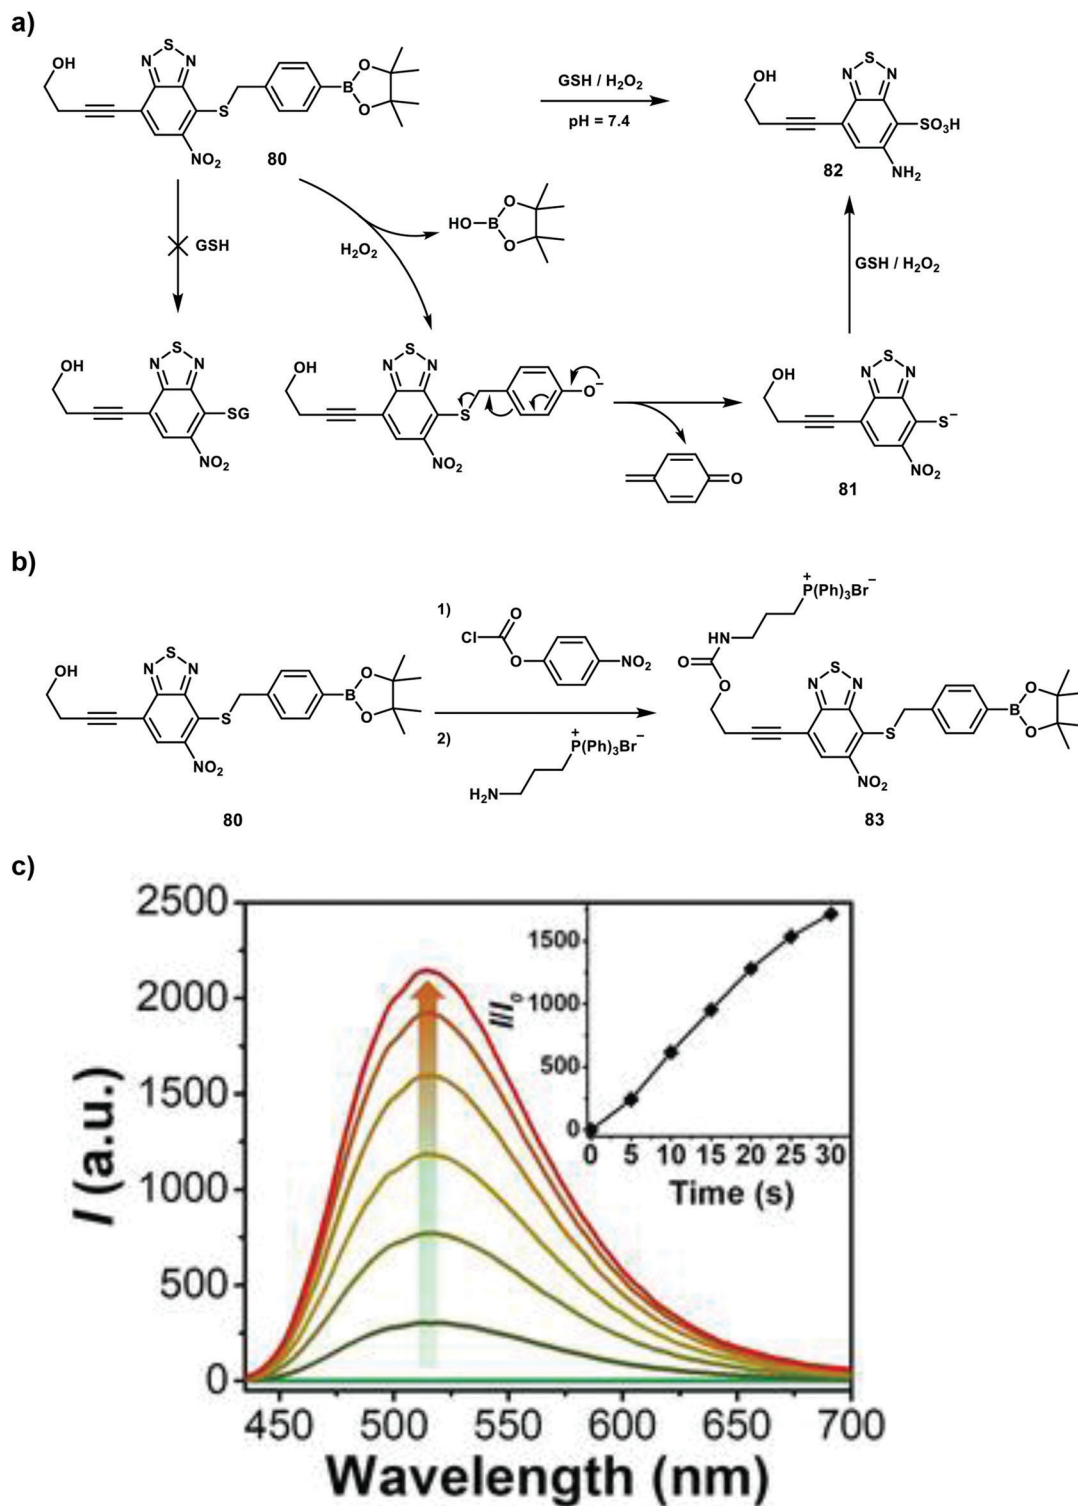 a)
OH
N
S
N
S
B
O
O
NO₂
80
GSH / H₂O₂
pH = 7.4
OH
N
S
N
SO₃H
NH₂
82
GSH
H₂O₂
HO
B
O
O
GSH / H₂O₂
OH
N
S
N
SG
NO₂
OH
N
S
N
S
O⁻
NO₂
O
OH
N
S
N
S⁻
NO₂
81
b)
OH
N
S
N
S
B
O
O
NO₂
80
1)
Cl
O
O
NO₂
2)
H₂N
P(Ph)₃Br⁻
+
P(Ph)₃Br⁻
+
NH
O
O
N
S
N
S
B
O
O
NO₂
83
c)
I (a.u.)
2500
2000
1500
1000
500
0
450 500 550 600 650 700
Wavelength (nm)
I/I₀
1500
1000
500
0
0 5 10 15 20 25 30
Time (s)